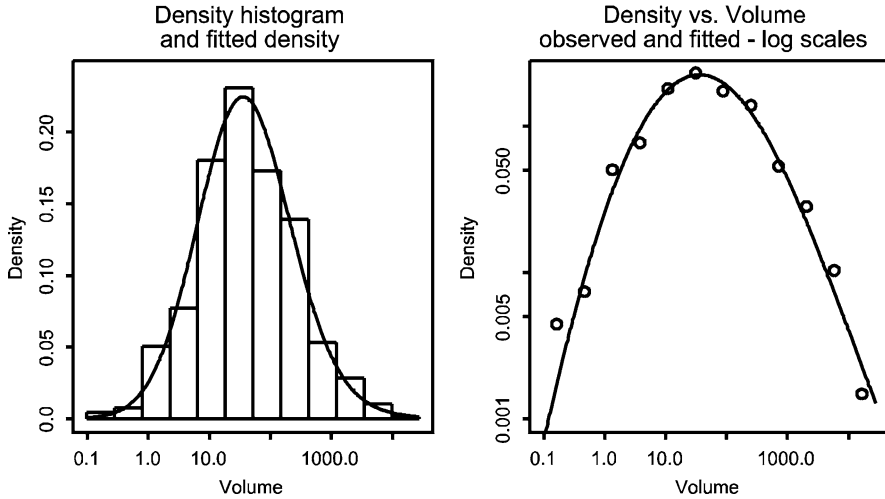 Density histogram
and fitted density
Density
0.20
0.15
0.10
0.05
0.0
0.1 1.0 10.0 1000.0
Volume
Density vs. Volume
observed and fitted - log scales
Density
0.050
0.005
0.001
0.1 1.0 10.0 1000.0
Volume